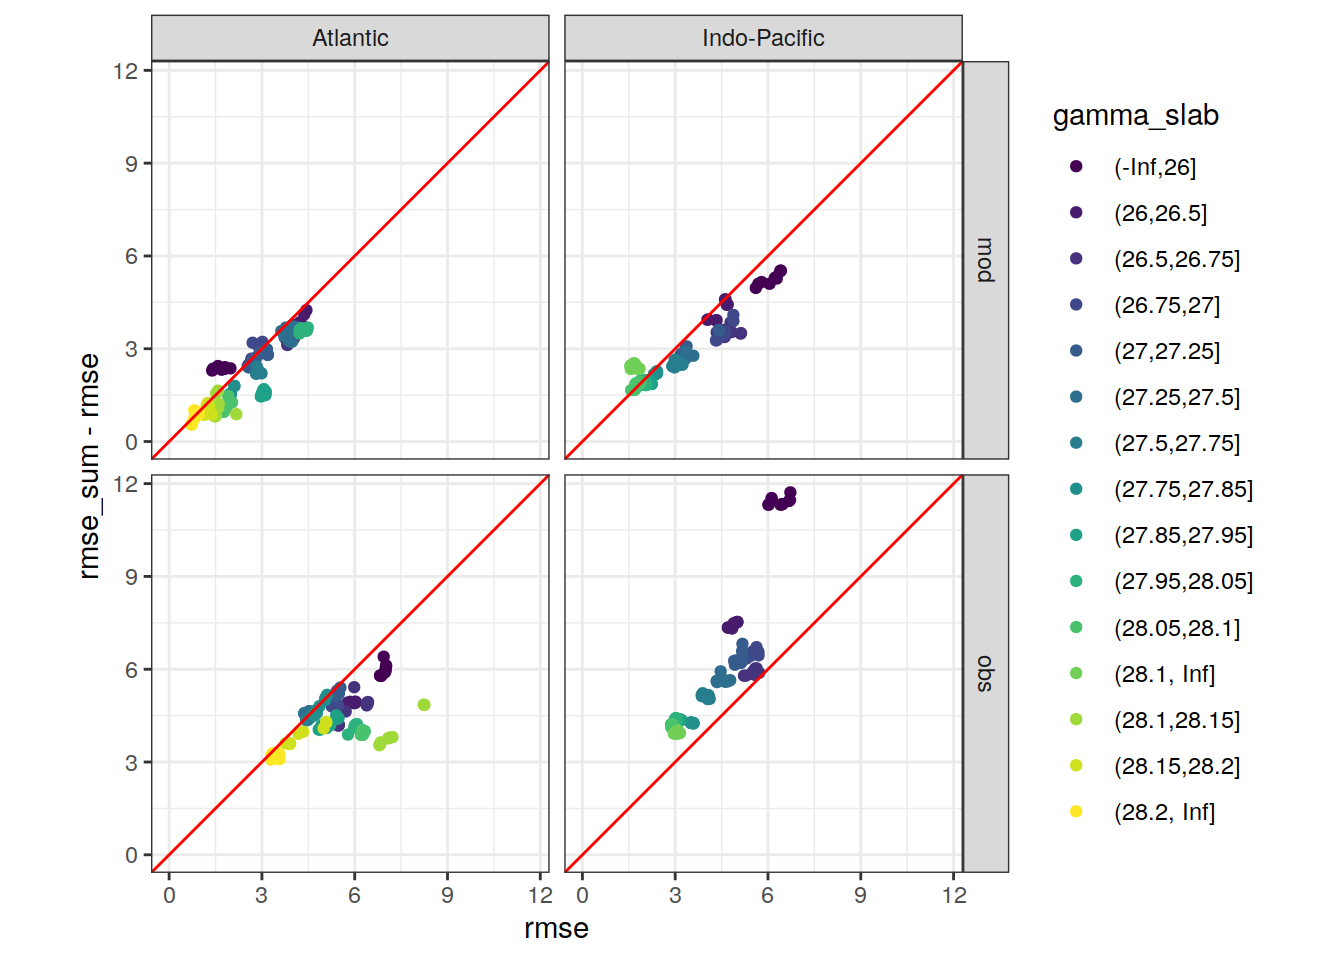 Atlantic
Indo-Pacific
12
9
6
3
0
mod
12
9
6
3
0
obs
0 3 6 9 12
0 3 6 9 12
rmse
rmse_sum - rmse
gamma_slab
(-Inf,26]
(26,26.5]
(26.5,26.75]
(26.75,27]
(27,27.25]
(27.25,27.5]
(27.5,27.75]
(27.75,27.85]
(27.85,27.95]
(27.95,28.05]
(28.05,28.1]
(28.1, Inf]
(28.1,28.15]
(28.15,28.2]
(28.2, Inf]